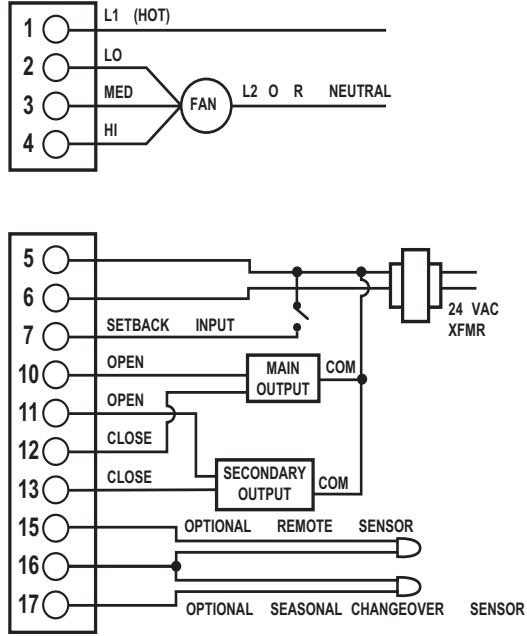 1 L1 (HOT)
2 LO
3 MED FAN L2 O R NEUTRAL
4 HI
5
6
24 VAC
XFMR
7 SETBACK INPUT
10 OPEN MAIN OUTPUT COM
11 OPEN
12 CLOSE
13 CLOSE SECONDARY OUTPUT COM
15 OPTIONAL REMOTE SENSOR
16
17 OPTIONAL SEASONAL CHANGEOVER SENSOR